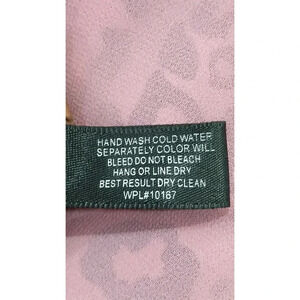 HAND WASH COLD WATER
SEPARATELY COLOR WILL
BLEED DO NOT BLEACH
HANG OR LINE DRY
BEST RESULT DRY CLEAN
WPL#10167